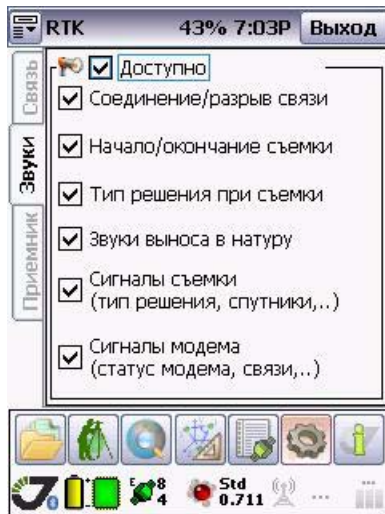 RTK 43% 7:03P Выход
Связь
Звуки
Приемник
Доступно
Соединение/разрыв связи
Начало/окончание съемки
Тип решения при съемки
Звуки выноса в натуру
Сигналы съемки
(тип решения, спутники,..)
Сигналы модема
(статус модема, связи,..)
8
4
Std
0.711
...